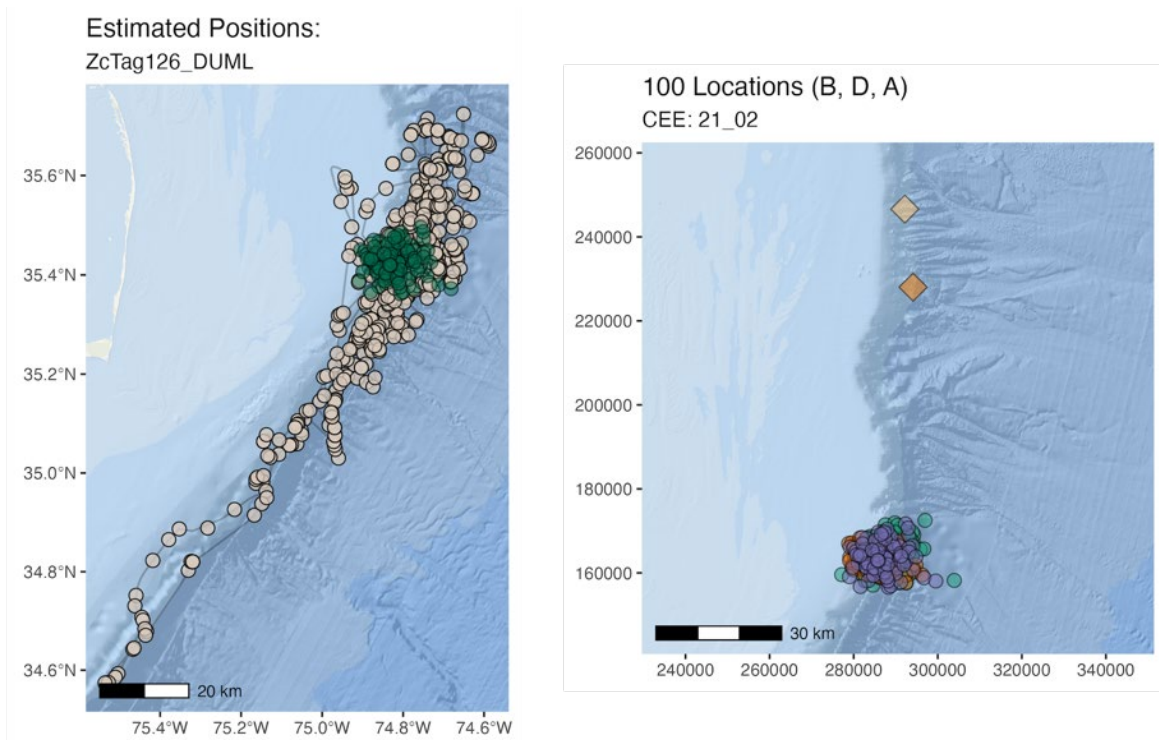 Estimated Positions:
ZcTag126_DUML
35.6°N
35.4°N
35.2°N
35.0°N
34.8°N
34.6°N
20 km
75.4°W
75.2°W
75.0°W
74.8°W
74.6°W
100 Locations (B, D, A)
CEE: 21_02
260000
240000
220000
200000
180000
160000
30 km
240000
260000
280000
300000
320000
340000